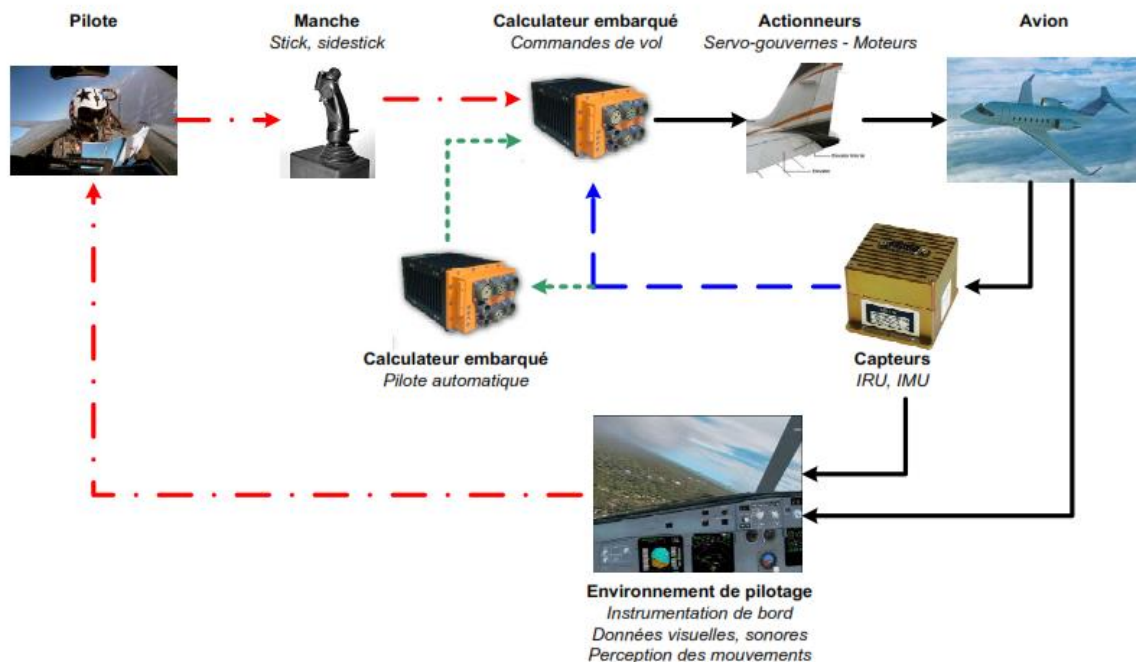 Pilote
Manche
Stick, sidestick
Calculateur embarqué
Commandes de vol
Actionneurs
Servo-gouvernes - Moteurs
Avion
Calculateur embarqué
Pilote automatique
Capteurs
IRU, IMU
Environnement de pilotage
Instrumentation de bord
Données visuelles, sonores
Perception des mouvements